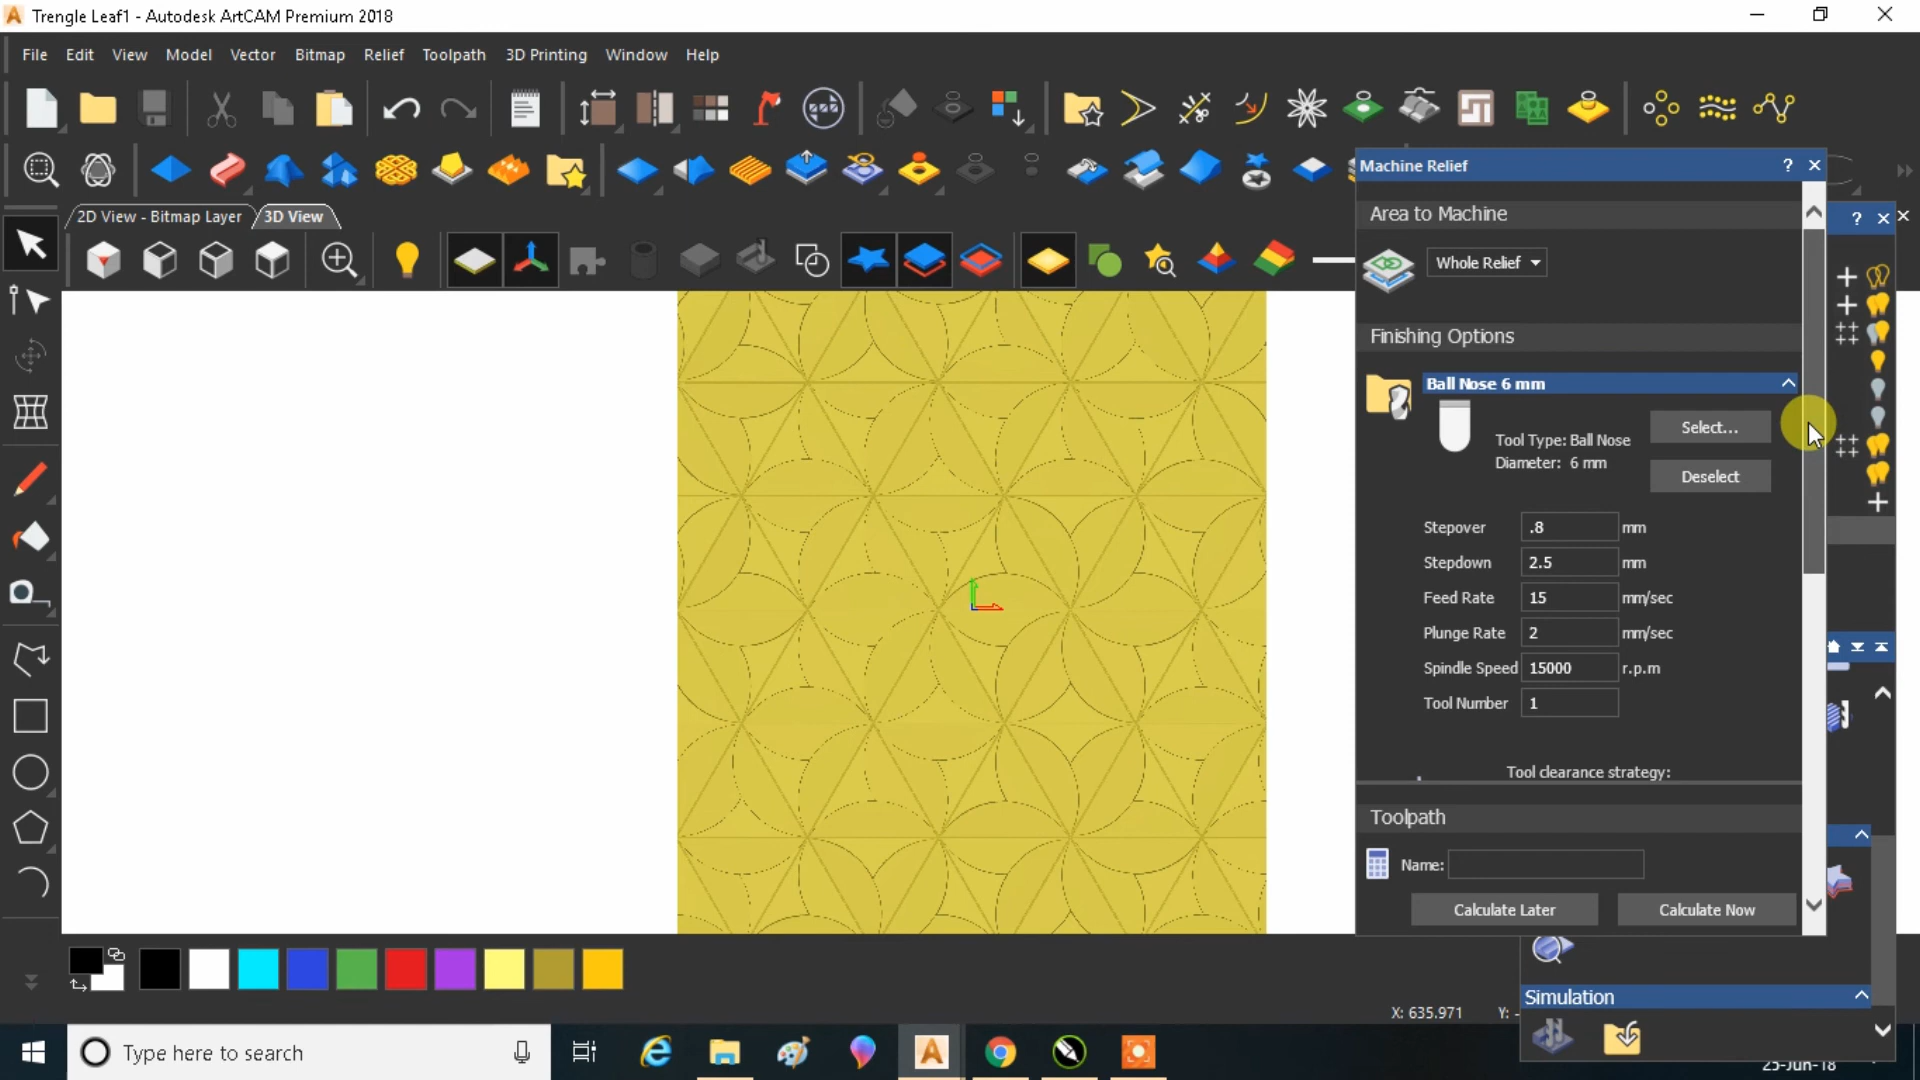 Trengle Leaf1 - Autodesk ArtCAM Premium 2018
File Edit View Model Vector Bitmap Relief Toolpath 3D Printing Window Help
2D View - Bitmap Layer 3D View
Machine Relief ? ×
Area to Machine
Whole Relief
Finishing Options
Ball Nose 6 mm
Select...
Tool Type: Ball Nose
Diameter: 6 mm
Deselect
Stepover .8 mm
Stepdown 2.5 mm
Feed Rate 15 mm/sec
Plunge Rate 2 mm/sec
Spindle Speed 15000 r.p.m
Tool Number 1
Tool clearance strategy:
Toolpath
Name:
Calculate Later Calculate Now
Simulation
X: 635.971 Y: -
Type here to search
25-Jun-18